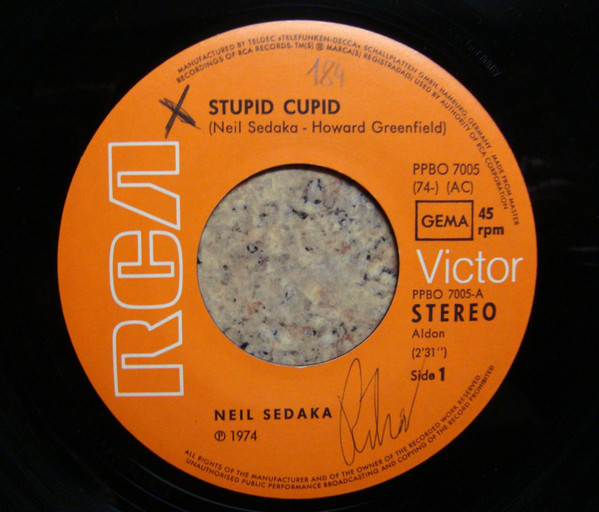 MANUFACTURED BY TELDEC »TELEFUNKEN-DECCA« SCHALLPLATTEN GMBH, HAMBURG, GERMANY - MADE FROM MASTER
RECORDINGS OF RCA RECORDS. TM(S) ® MARCA(S) REGISTRADA(S) USED BY AUTHORITY OF RCA CORPORATION
184
X
STUPID CUPID
(Neil Sedaka - Howard Greenfield)
RCA
PPBO 7005
(74-) (AC)
GEMA
45
rpm
Victor
PPBO 7005-A
STEREO
Aldon
(2'31")
Side 1
NEIL SEDAKA
℗ 1974
ALL RIGHTS OF THE MANUFACTURER AND OF THE OWNER OF THE RECORDED WORK RESERVED.
UNAUTHORISED PUBLIC PERFORMANCE BROADCASTING AND COPYING OF THE RECORD PROHIBITED